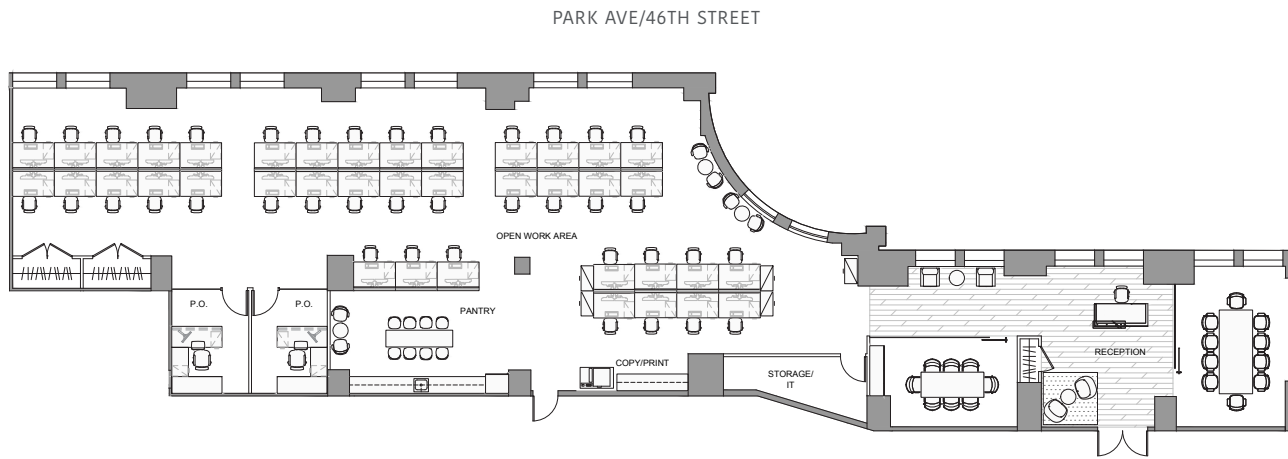 PARK AVE/46TH STREET
OPEN WORK AREA
P.O.
P.O.
PANTRY
COPY/PRINT
STORAGE/
IT
RECEPTION